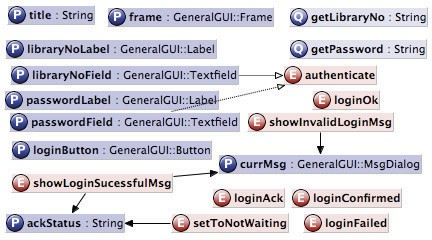 P title : String
P frame : GeneralGUI::Frame
Q getLibraryNo : String
P libraryNoLabel : GeneralGUI::Label
Q getPassword : String
P libraryNoField : GeneralGUI::Textfield
E authenticate
P passwordLabel : GeneralGUI::Label
E loginOk
P passwordField : GeneralGUI::Textfield
E showInvalidLoginMsg
P loginButton : GeneralGUI::Button
P currMsg : GeneralGUI::MsgDialog
E showLoginSucessfulMsg
E loginAck
E loginConfirmed
P ackStatus : String
E setToNotWaiting
E loginFailed